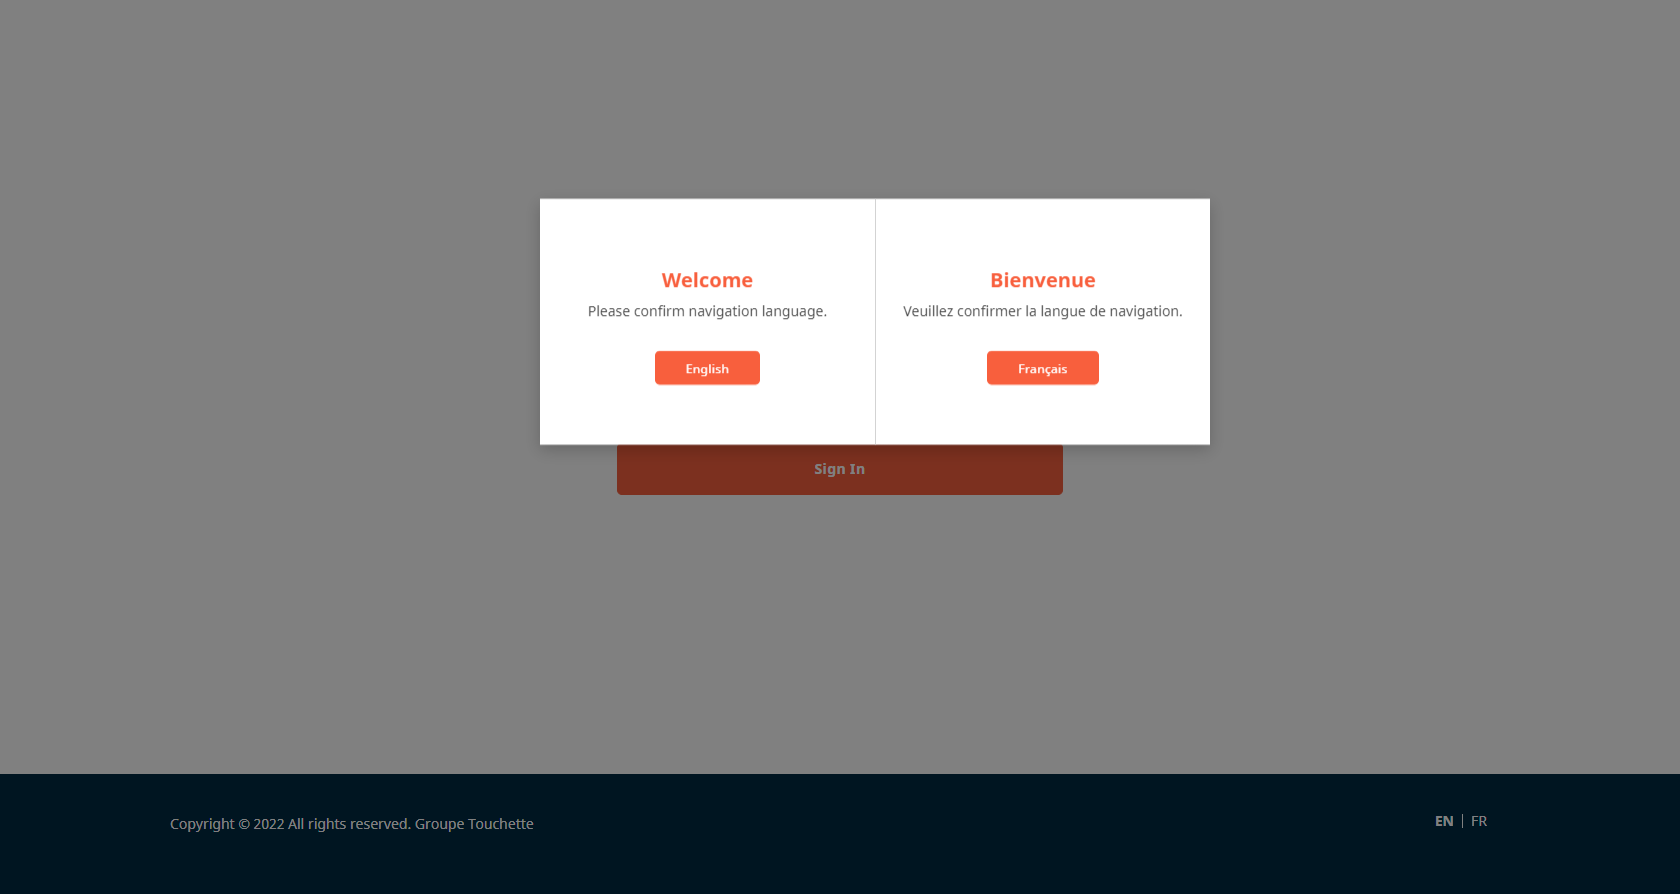 Welcome
Please confirm navigation language.
English
Bienvenue
Veuillez confirmer la langue de navigation.
Français
Sign In
Copyright © 2022 All rights reserved. Groupe Touchette
EN | FR